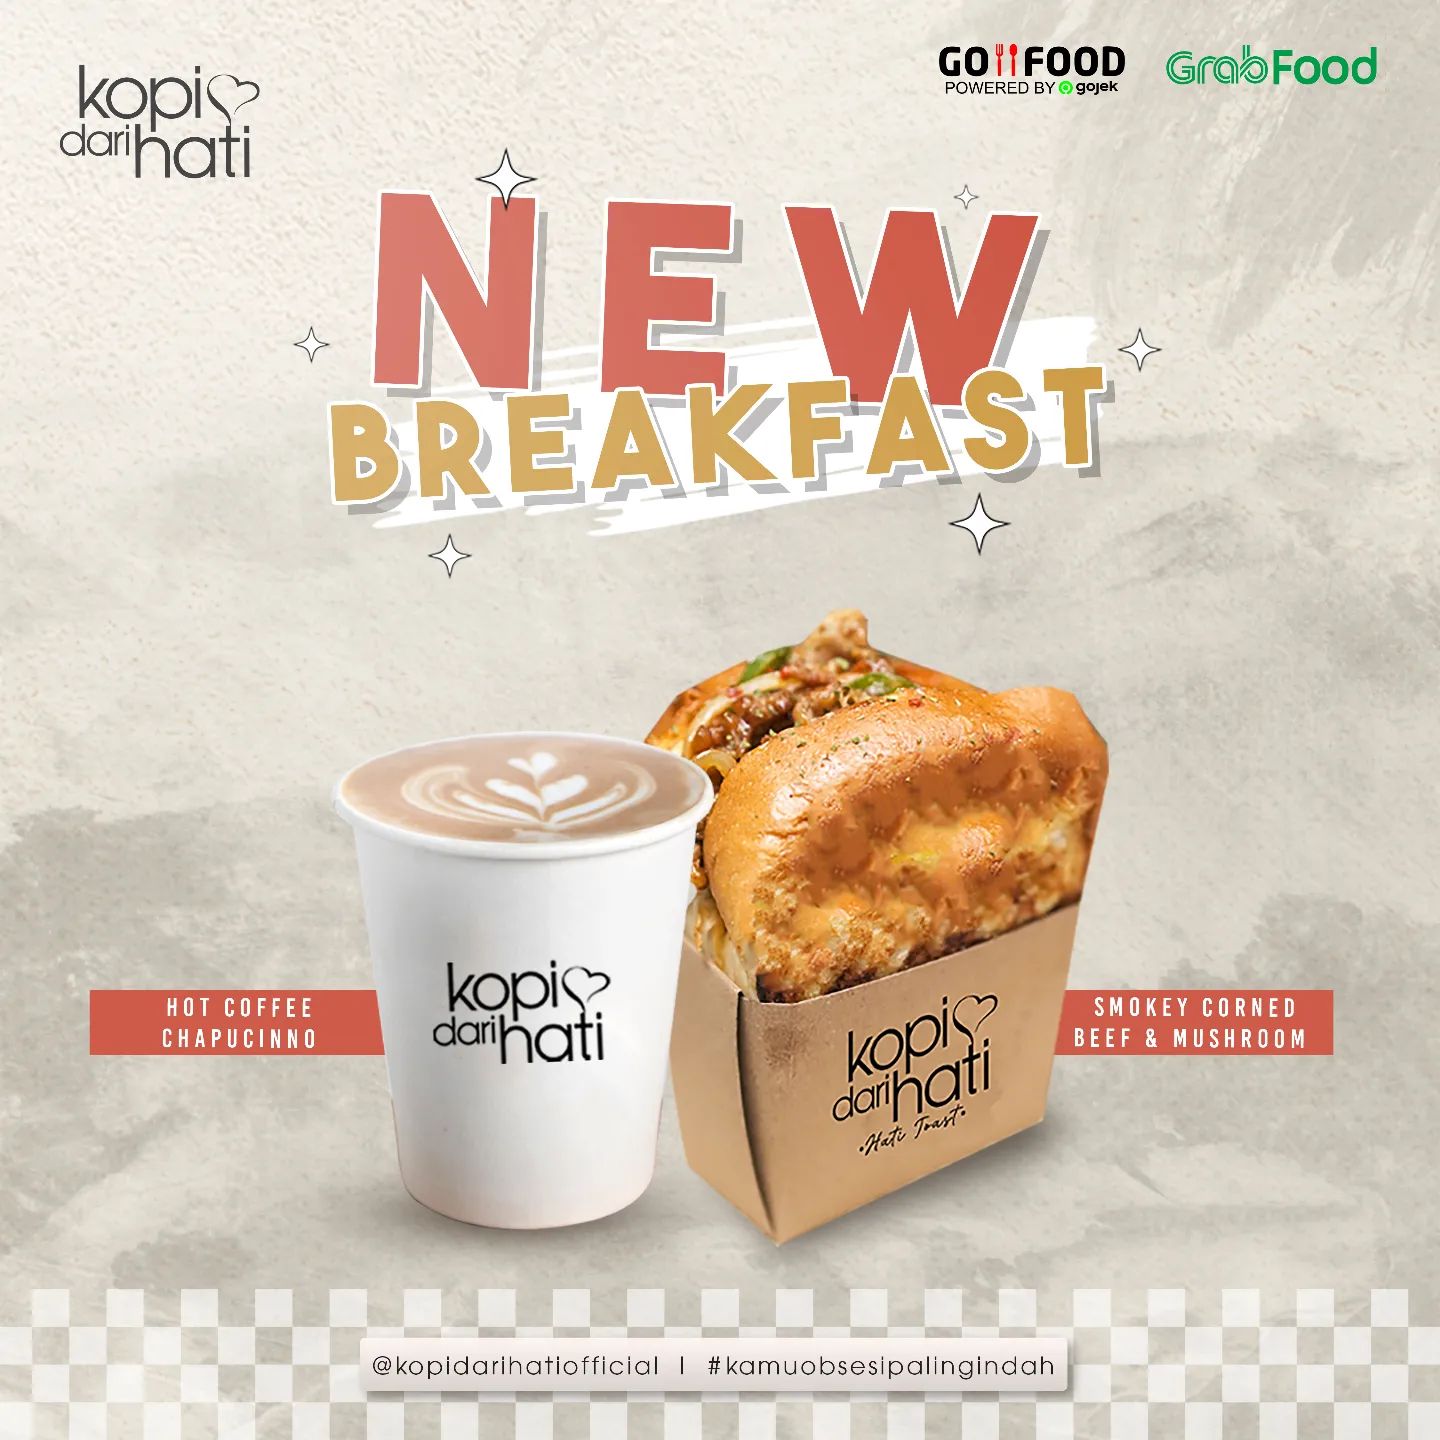 kopi
dari hati
GO FOOD
POWERED BY gojek
GrabFood
NEW
BREAKFAST
HOT COFFEE
CHAPUCINNO
kopi
dari hati
SMOKEY CORNED
BEEF & MUSHROOM
kopi
dari hati
•Hati Toast•
@kopidarihatiofficial | #kamuobsesipalingindah